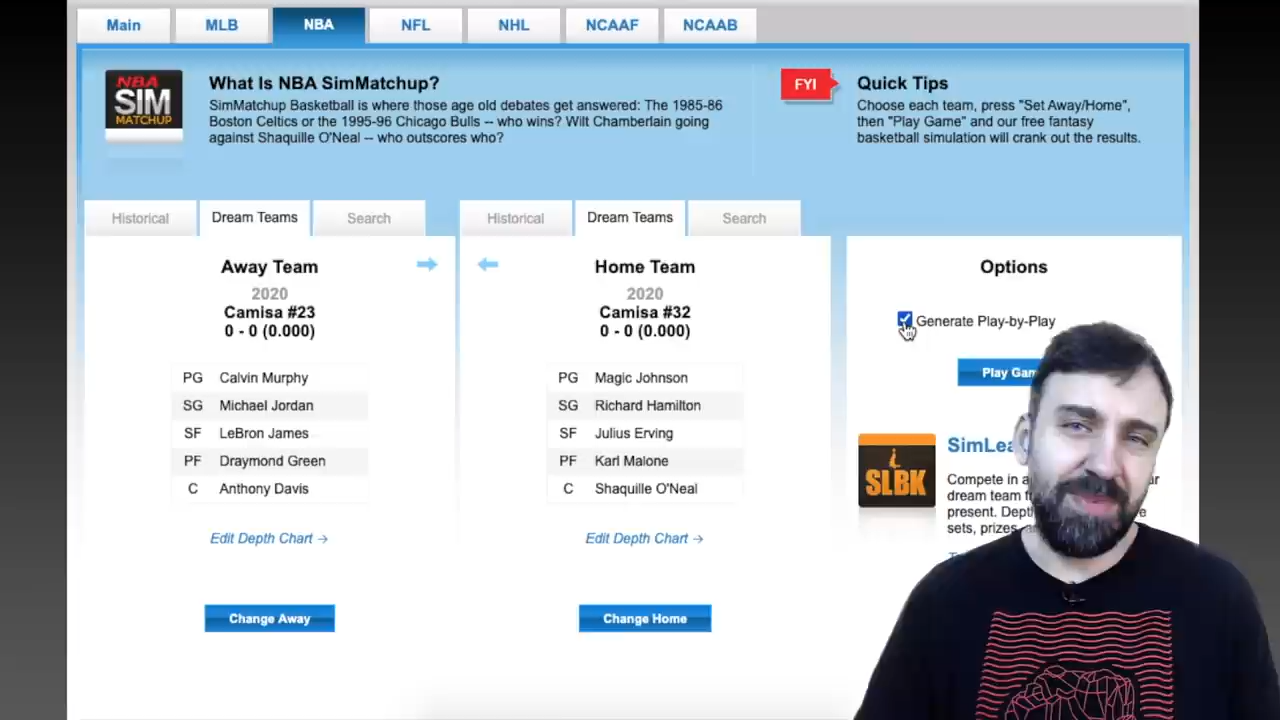 Main
MLB
NBA
NFL
NHL
NCAAF
NCAAB
NBA
SIM
MATCHUP
What Is NBA SimMatchup?
SimMatchup Basketball is where those age old debates get answered: The 1985-86
Boston Celtics or the 1995-96 Chicago Bulls -- who wins? Wilt Chamberlain going
against Shaquille O'Neal -- who outscores who?
FYI
Quick Tips
Choose each team, press "Set Away/Home",
then "Play Game" and our free fantasy
basketball simulation will crank out the results.
Historical
Dream Teams
Search
Historical
Dream Teams
Search
Away Team
2020
Camisa #23
0 - 0 (0.000)
PG Calvin Murphy
SG Michael Jordan
SF LeBron James
PF Draymond Green
C Anthony Davis
Edit Depth Chart →
Change Away
Home Team
2020
Camisa #32
0 - 0 (0.000)
PG Magic Johnson
SG Richard Hamilton
SF Julius Erving
PF Karl Malone
C Shaquille O'Neal
Edit Depth Chart →
Change Home
Options
Generate Play-by-Play
Play Gam
SLBK
SimLea
Compete in a
dream team
present. Dept
sets, prizes,